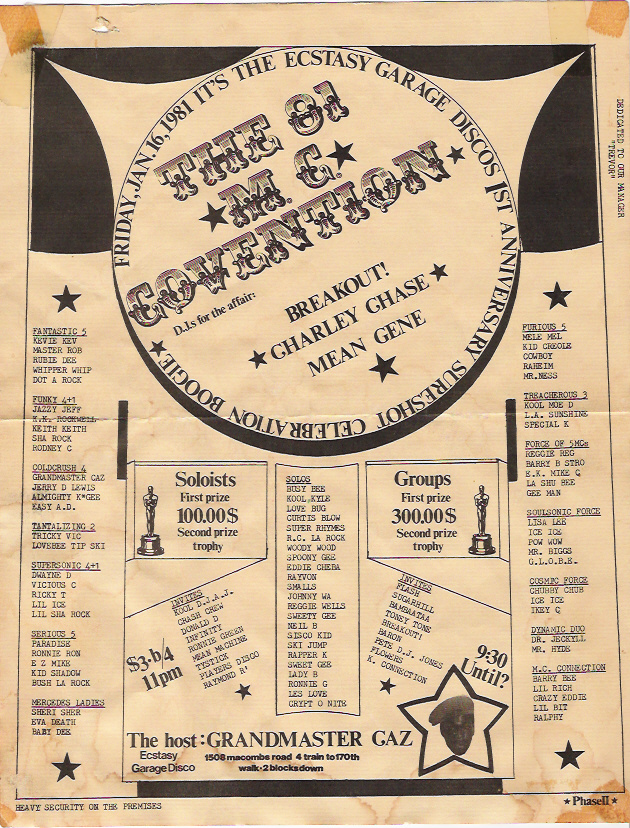 FRIDAY, JAN. 16, 1981 IT'S THE ECSTASY GARAGE DISCOS 1ST ANNIVERSARY SURESHOT CELEBRATION BOOGIE
THE 81
M.C.
COVENTION
D.J.s for the affair:
BREAKOUT!
CHARLEY CHASE
MEAN GENE
DEDICATED TO OUR MANAGER
"TREVOR"
FANTASTIC 5
KEVIE KEV
MASTER ROB
RUBIE DEE
WHIPPER WHIP
DOT A ROCK
FUNKY 4+1
JAZZY JEFF
K.K. ROCKWELL
KEITH KEITH
SHA ROCK
RODNEY C
COLDCRUSH 4
GRANDMASTER CAZ
JERRY D LEWIS
ALMIGHTY K*GEE
EASY A.D.
TANTALIZING 2
TRICKY VIC
LOVEBEE TIP SKI
SUPERSONIC 4+1
DWAYNE D
VICIOUS C
RICKY T
LIL ICE
LIL SHA ROCK
SERIOUS 5
PARADISE
RONNIE RON
E Z MIKE
KID SHADOW
BUSH LA ROCK
MERCEDES LADIES
SHERI SHER
EVA DEATH
BABY DEE
Soloists
First prize
100.00$
Second prize
trophy
SOLOS
BUSY BEE
KOOL KYLE
LOVE BUG
CURTIS BLOW
SUPER RHYMES
R.C. LA ROCK
WOODY WOOD
SPOONY GEE
EDDIE CHEBA
RAYVON
SMALLS
JOHNNY WA
REGGIE WELLS
SWEETY GEE
NEIL B
SISCO KID
SKI JUMP
RAPPER K
SWEET GEE
LADY B
RONNIE G
LES LOVE
CRYPT O NITE
Groups
First prize
300.00$
Second prize
trophy
INVITES
KOOL D.J.A.J.
CRASH CREW
DONALD D
INFINITY
RONNIE GREEN
MEAN MACHINE
TYSTICE
PLAYERS DISCO
RAYMOND R*
$3.b/4
11pm
INVITES
FLASH
SUGARHILL
BAMBAATAA
TONEY TONE
BREAKOUT!
BARON
PETE D.J. JONES
FLOWERS
K. CONNECTION
9:30
Until?
FURIOUS 5
MELE MEL
KID CREOLE
COWBOY
RAHEIM
MR.NESS
TREACHEROUS 3
KOOL MOE D
L.A. SUNSHINE
SPECIAL K
FORCE OF 5MCs
REGGIE REG
BARRY B STRO
E.K. MIKE C
LA SHU BEE
GEE MAN
SOULSONIC FORCE
LISA LEE
ICE ICE
POW WOW
MR. BIGGS
G.L.O.B.E.
COSMIC FORCE
CHUBBY CHUB
ICE ICE
IKEY C
DYNAMIC DUO
DR. JECKYLL
MR. HYDE
M.C. CONNECTION
BARRY BEE
LIL RICH
CRAZY EDDIE
LIL BIT
RALPHY
The host: GRANDMASTER CAZ
Ecstasy
Garage Disco
1508 macombs road 4 train to 170th
walk·2 blocks down
HEAVY SECURITY ON THE PREMISES
Phase II